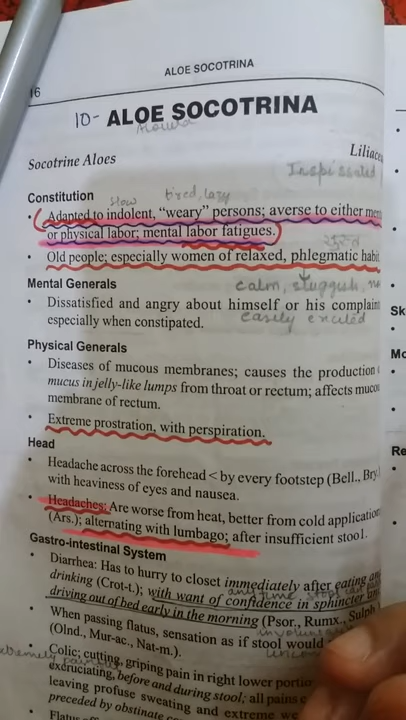 16
ALOE SOCOTRINA
10- ALOE SOCOTRINA
Socotrine Aloes
Inspissated
Constitution
slow tired, lazy
• Adapted to indolent, "weary" persons; averse to either
or physical labor; mental labor fatigues.
• Old people; especially women of relaxed, phlegmatic
Mental Generals
calm, sluggish,
• Dissatisfied and angry about himself or his
easily excited
especially when constipated.
Physical Generals
• Diseases of mucous membranes; causes the production
mucus in jelly-like lumps from throat or rectum; affects
membrane of rectum.
• Extreme prostration, with perspiration.
Head
• Headache across the forehead < by every footstep (Bell., Bry.
with heaviness of eyes and nausea.
• Headaches: Are worse from heat, better from cold
(Ars.); alternating with lumbago; after insufficient stool.
Gastro-intestinal System
• Diarrhea: Has to hurry to closet immediately after eating
drinking (Crot-t.); with want of confidence in sphincter
driving out of bed early in the morning (Psor., Rumx.,
• When passing flatus, sensation as if stool would
(Olnd., Mur-ac., Nat-m.).
• Colic; cutting, griping pain in right lower
excruciating, before and during stool; all pains
leaving profuse sweating and extreme
preceded by obstinate
• Flatus
Sk
Mo
Re